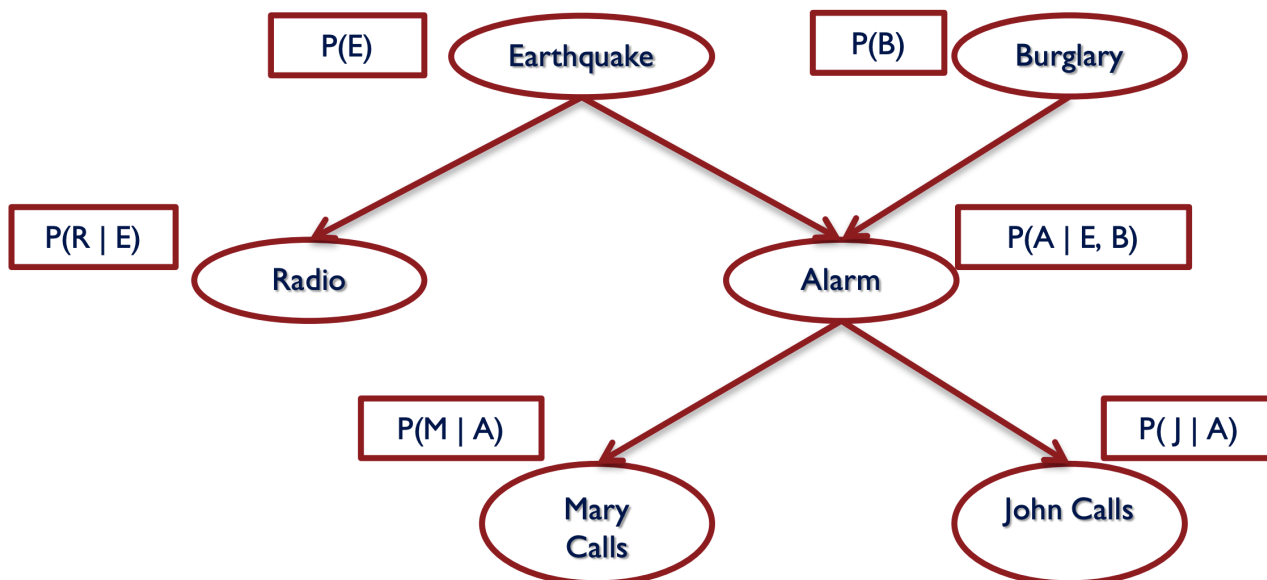 P(E)
Earthquake
P(B)
Burglary
P(R | E)
Radio
Alarm
P(A | E, B)
P(M | A)
P( J | A)
Mary
Calls
John Calls